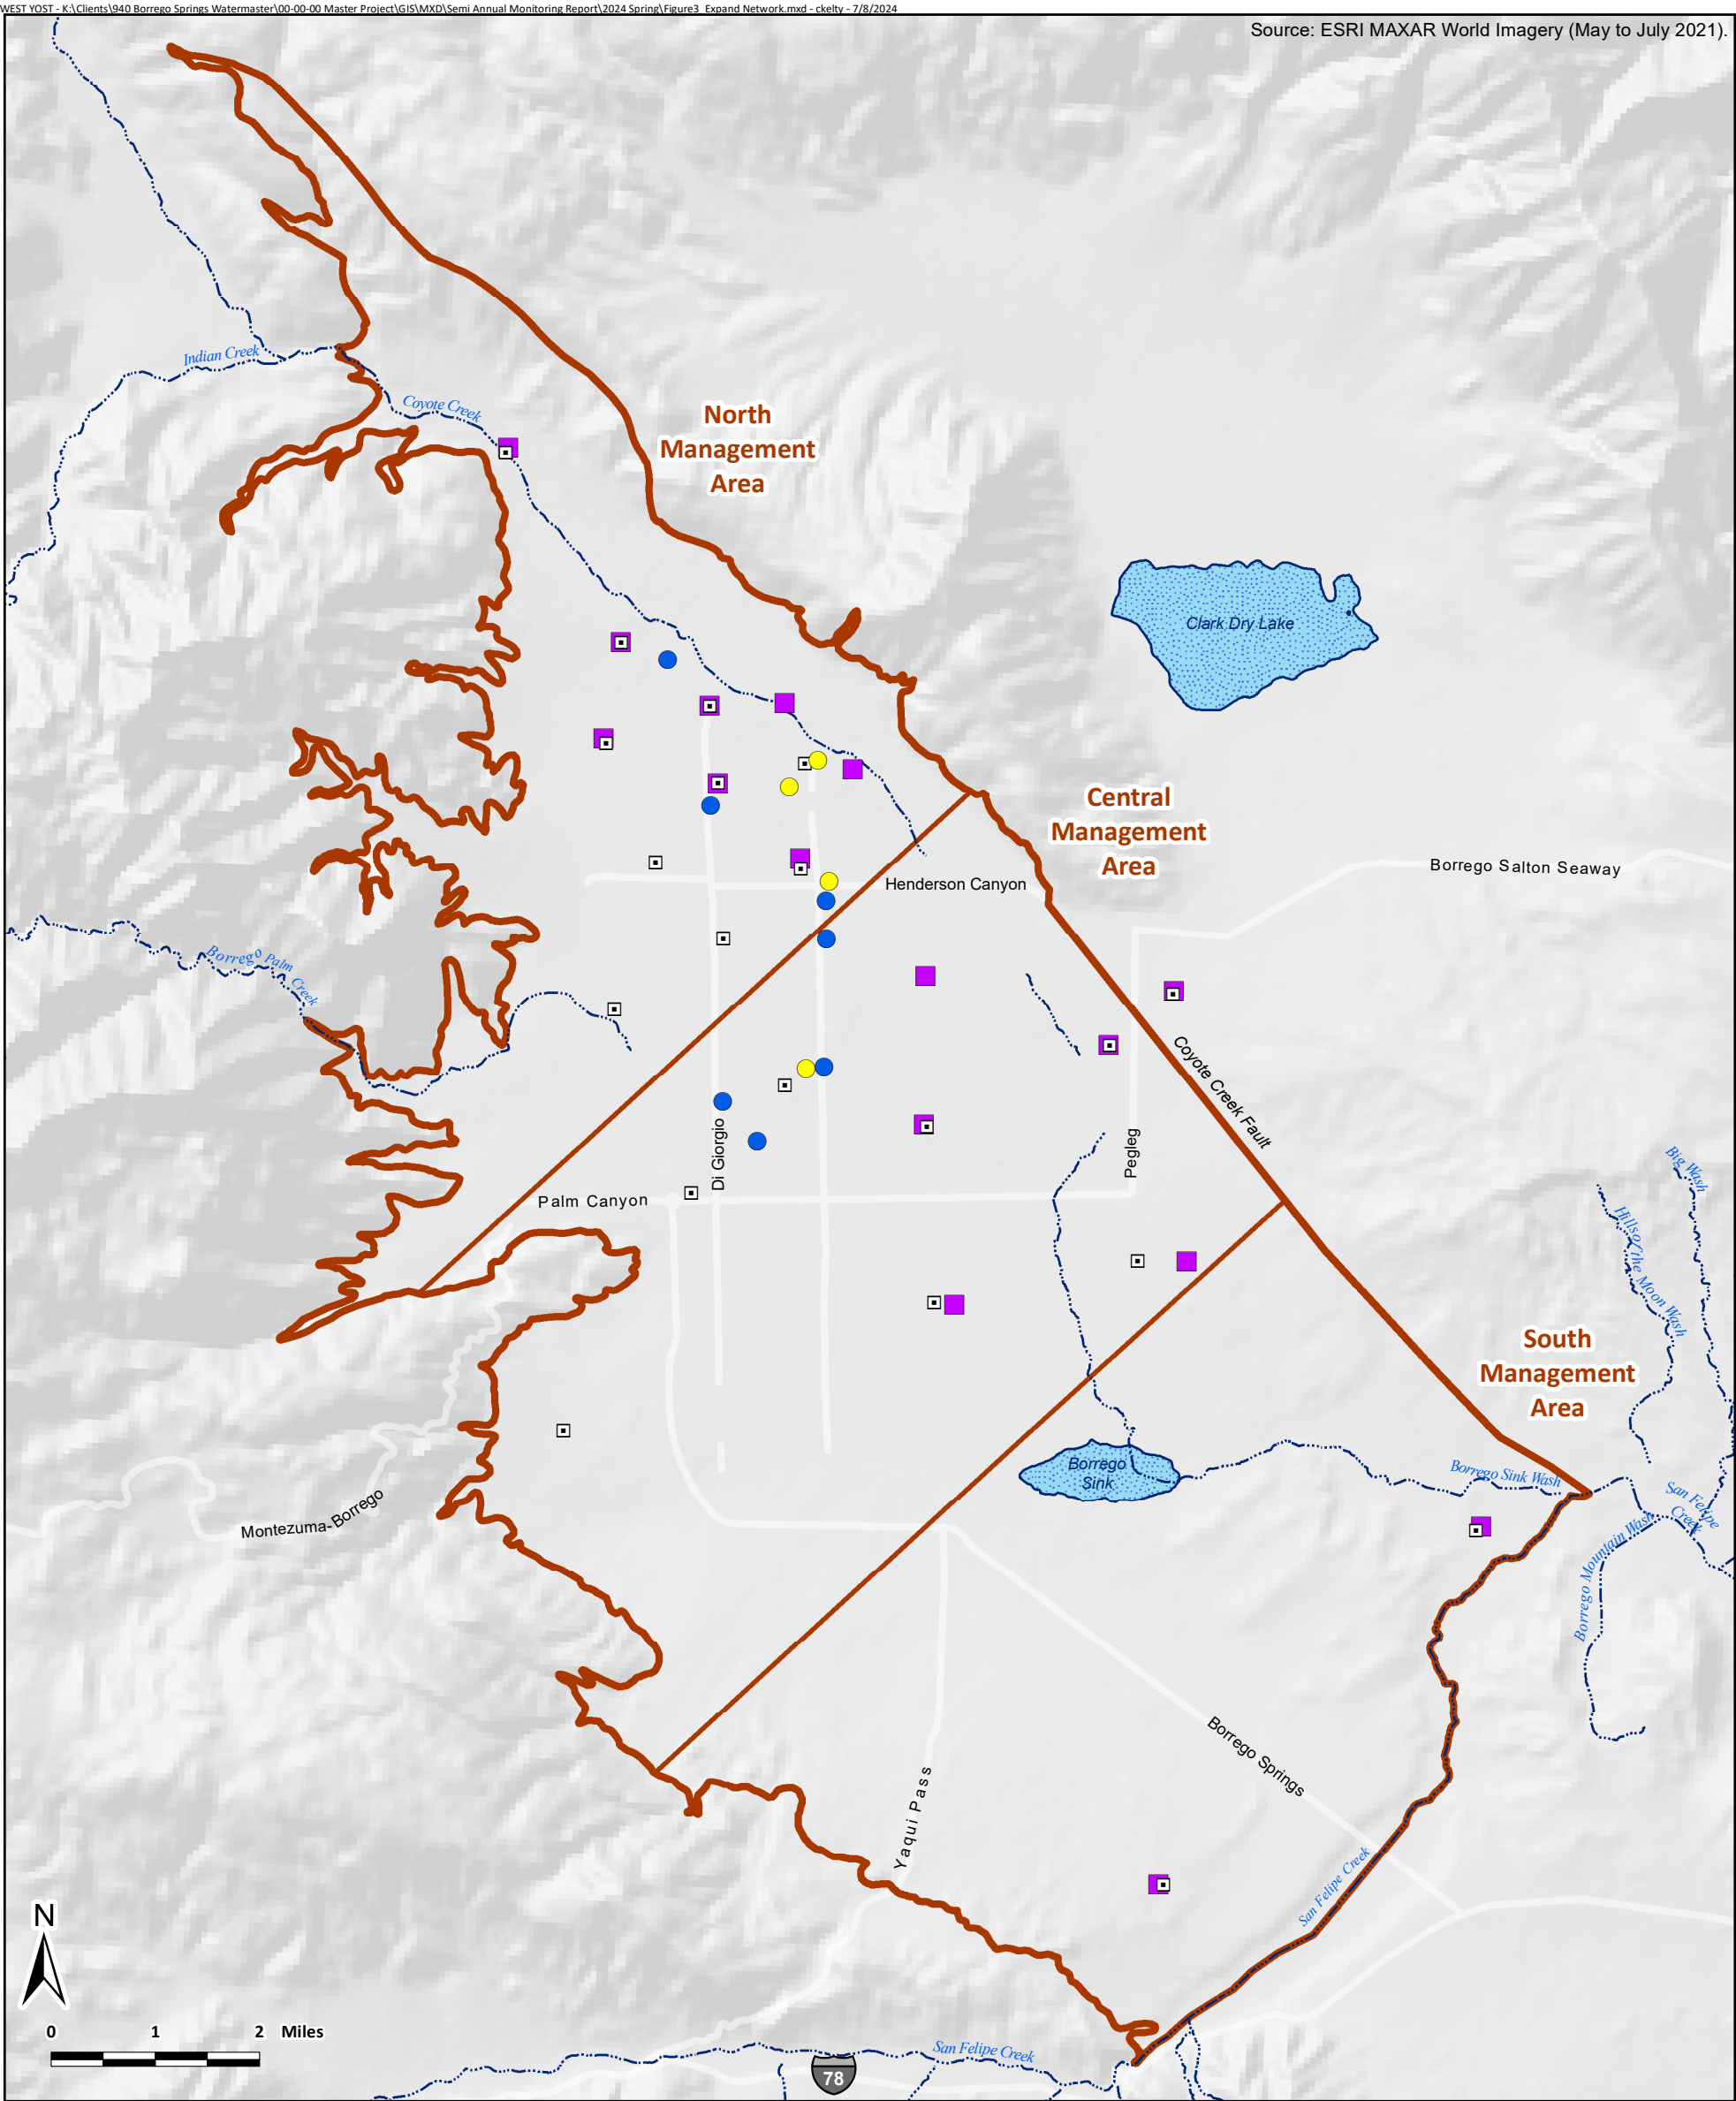 WEST YOST - K:\Clients\940 Borrego Springs Watermaster\00-00-00 Master Project\GIS\MXD\Semi Annual Monitoring Report\2024 Spring\Figure3_Expand Network.mxd - ckelty - 7/8/2024
Source: ESRI MAXAR World Imagery (May to July 2021).
Indian Creek
Coyote Creek
North
Management
Area
Clark Dry Lake
Central
Management
Area
Borrego Salton Seaway
Henderson Canyon
Borrego Palm
Creek
Coyote Creek Fault
Di Giorgio
Pegleg
Palm Canyon
Big Wash
Hills of the Moon Wash
South
Management
Area
Borrego
Sink
Borrego Sink Wash
San Felipe
Creek
Montezuma-Borrego
Borrego Mountain Wash
Borrego Springs
Yaqui Pass
San Felipe Creek
N
0 1 2 Miles
San Felipe Creek
78